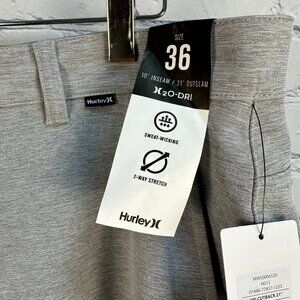 SIZE
36
10" INSEAM / 21" OUTSEAM
H2O-DRI
SWEAT-WICKING
2-WAY STRETCH
Hurley
Hurley